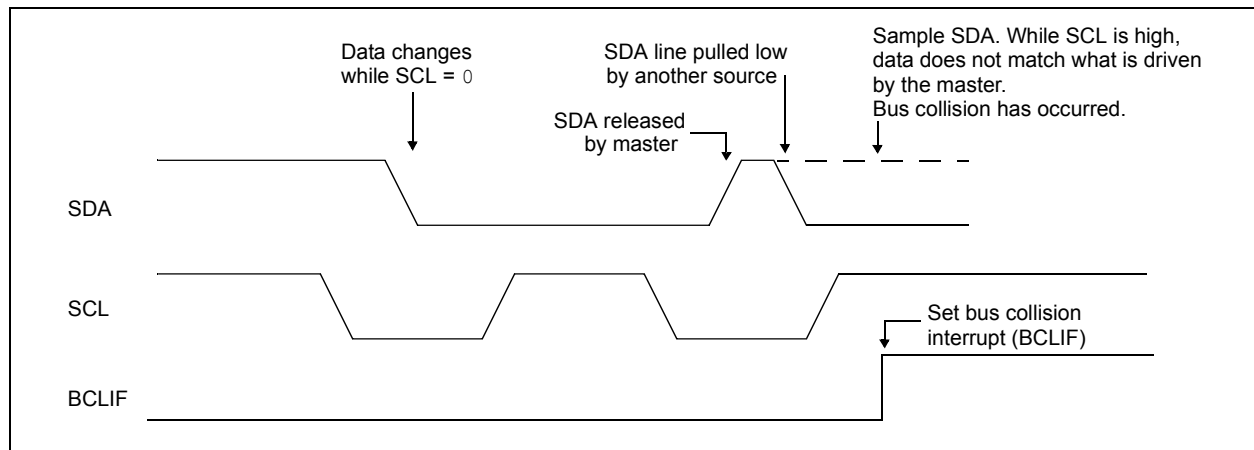 Data changes
while SCL = 0
SDA line pulled low
by another source
Sample SDA. While SCL is high,
data does not match what is driven
by the master.
Bus collision has occurred.
SDA released
by master
SDA
SCL
Set bus collision
interrupt (BCLIF)
BCLIF